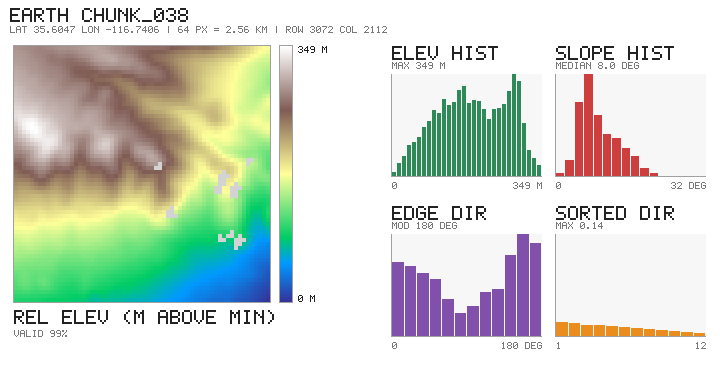 EARTH CHUNK_038
LAT 35.6047 LON -116.7406 | 64 PX = 2.56 KM | ROW 3072 COL 2112
349 M
0 M
REL ELEV (M ABOVE MIN)
VALID 99%
ELEV HIST
MAX 349 M
0 349 M
SLOPE HIST
MEDIAN 8.0 DEG
0 32 DEG
EDGE DIR
MOD 180 DEG
0 180 DEG
SORTED DIR
MAX 0.14
1 12